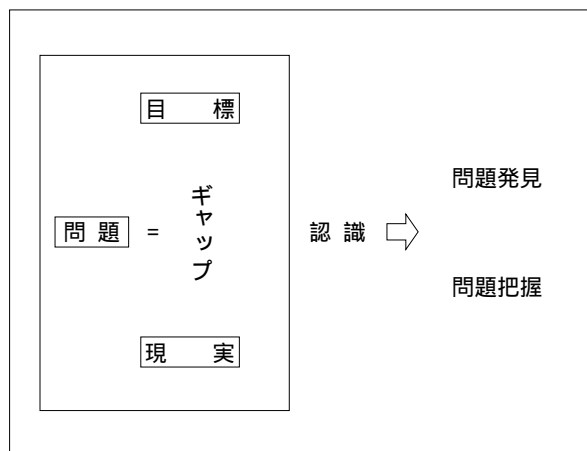 目　標
問 題 = ギャップ
現　実
認 識
問題発見
問題把握